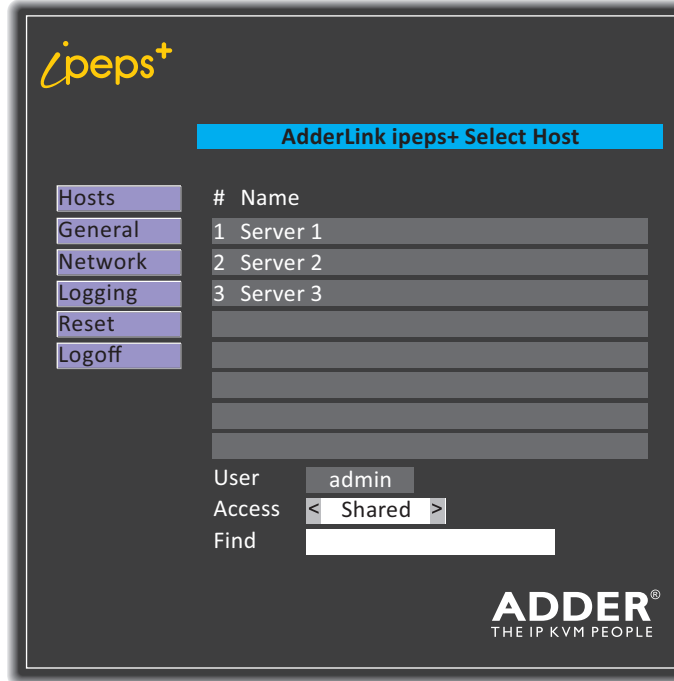 ipeps+
AdderLink ipeps+ Select Host
Hosts
General
Network
Logging
Reset
Logoff
# Name
1 Server 1
2 Server 2
3 Server 3
User admin
Access < Shared >
Find
ADDER®
THE IP KVM PEOPLE